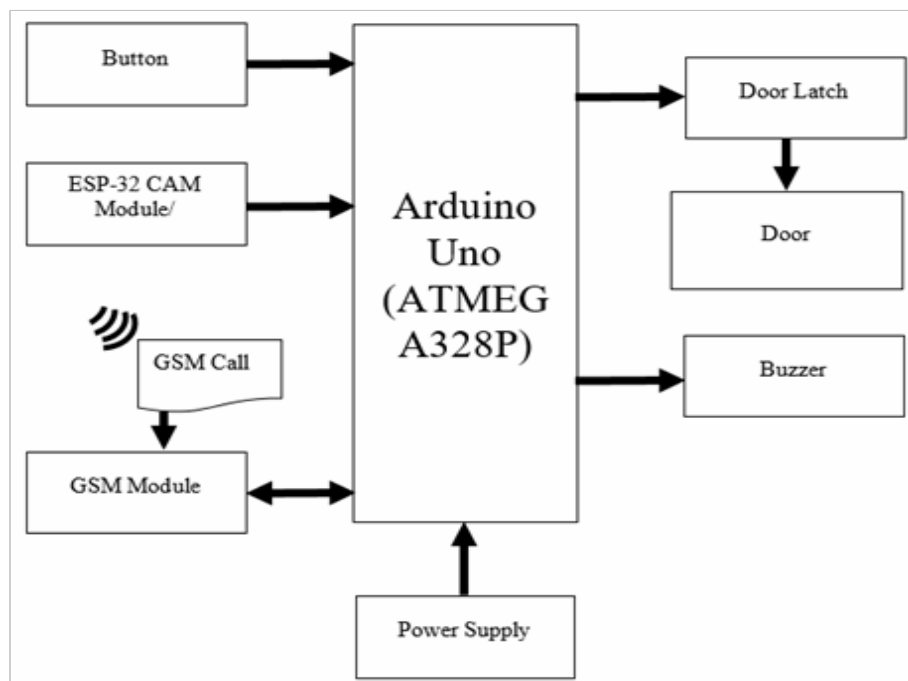 Button
ESP-32 CAM
Module/
GSM Call
GSM Module
Arduino
Uno
(ATMEG
A328P)
Power Supply
Door Latch
Door
Buzzer